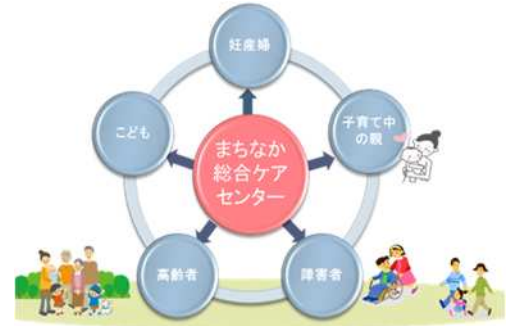 妊産婦
こども
子育て中
の親
まちなか
総合ケア
センター
高齢者
障害者